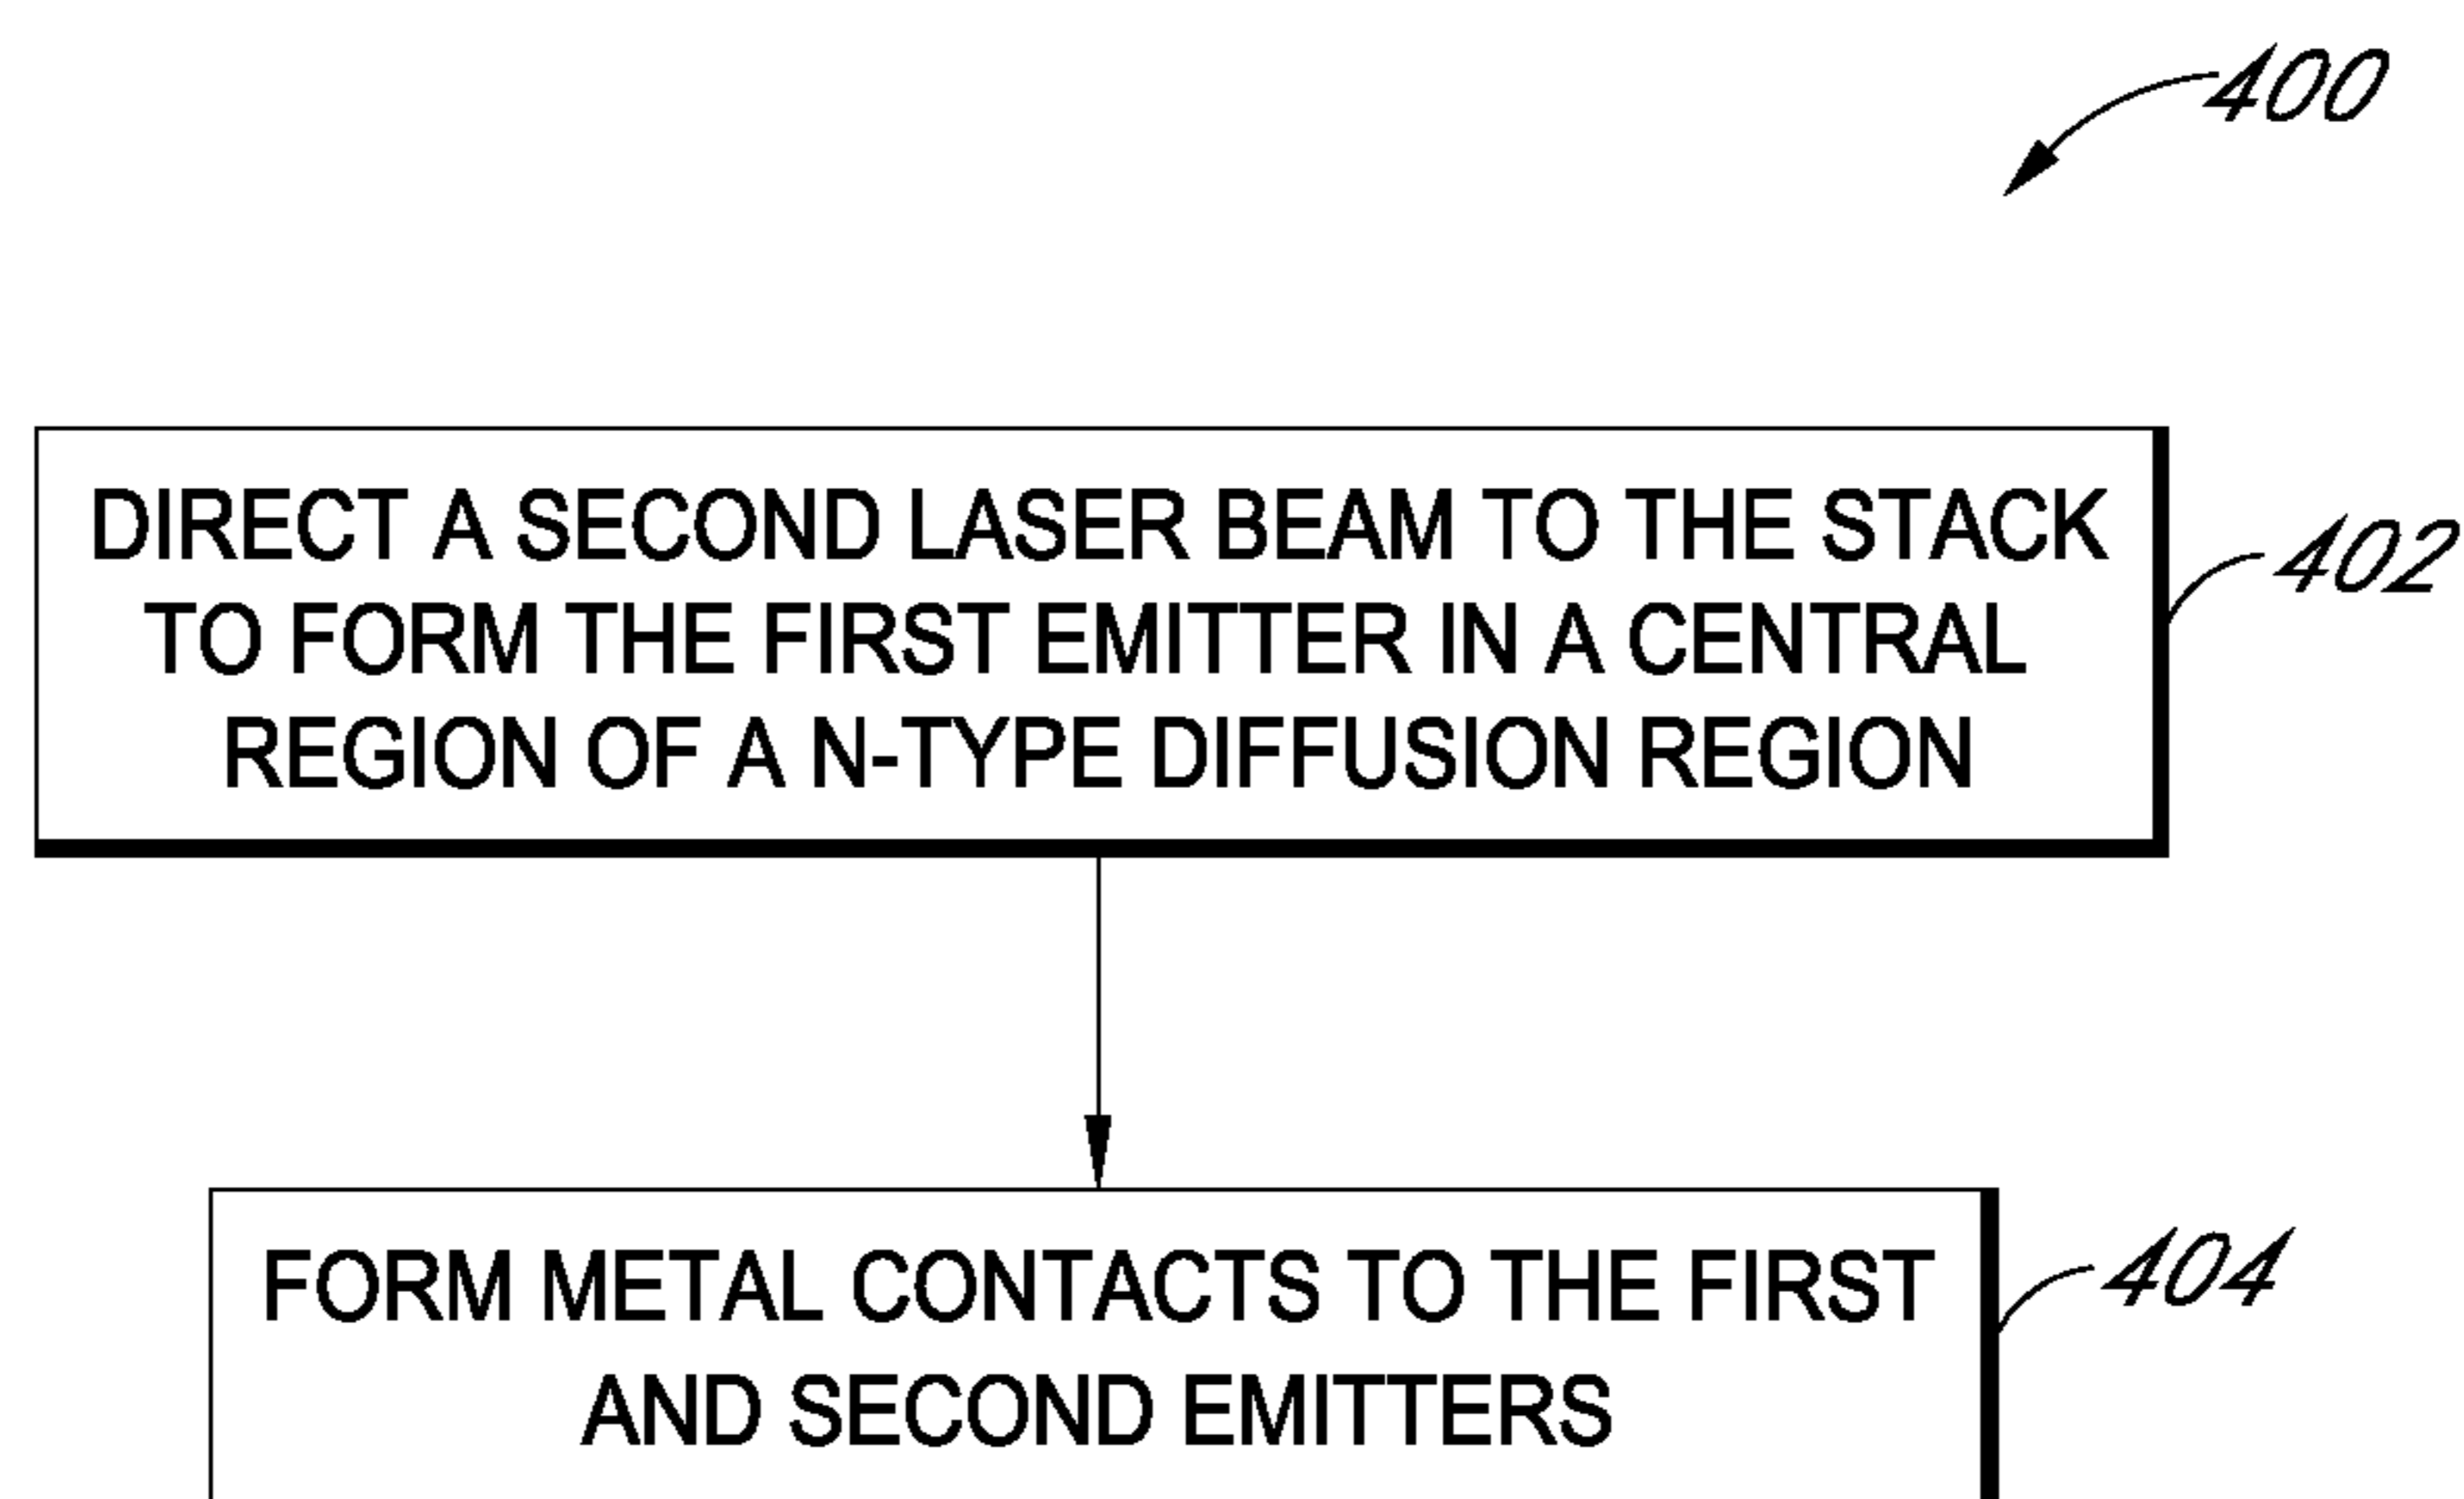 400
DIRECT A SECOND LASER BEAM TO THE STACK
TO FORM THE FIRST EMITTER IN A CENTRAL
REGION OF A N-TYPE DIFFUSION REGION
402
FORM METAL CONTACTS TO THE FIRST
AND SECOND EMITTERS
404